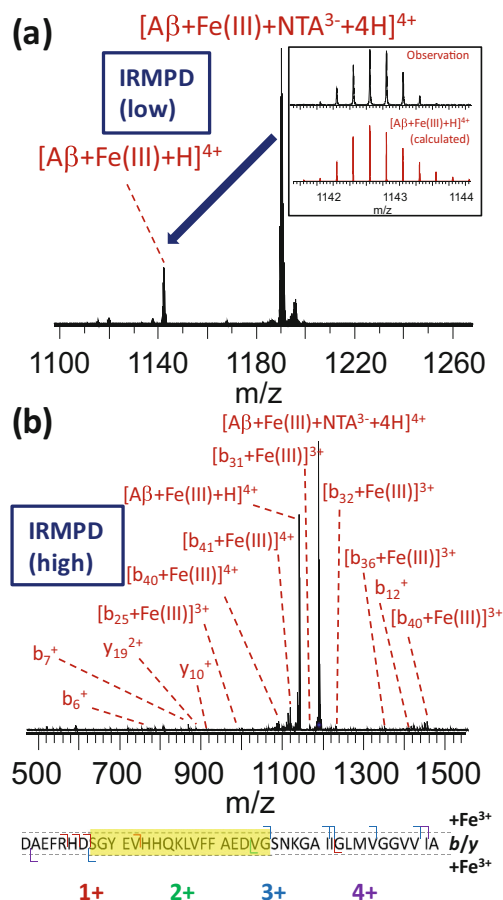 (a)
[Aβ+Fe(III)+NTA³⁻+4H]⁴⁺
IRMPD
(low)
[Aβ+Fe(III)+H]⁴⁺
Observation
[Aβ+Fe(III)+H]⁴⁺
(calculated)
1142 1143 1144
m/z
1100 1140 1180 1220 1260
m/z
(b)
[Aβ+Fe(III)+NTA³⁻+4H]⁴⁺
[b₃₁+Fe(III)]³⁺
[Aβ+Fe(III)+H]⁴⁺
[b₃₂+Fe(III)]³⁺
IRMPD
(high)
[b₄₁+Fe(III)]⁴⁺
[b₃₆+Fe(III)]³⁺
[b₄₀+Fe(III)]⁴⁺
b₁₂⁺
[b₂₅+Fe(III)]³⁺
[b₄₀+Fe(III)]³⁺
y₁₉²⁺
b₇⁺
y₁₀⁺
b₆⁺
500 700 900 1100 1300 1500
m/z
+Fe³⁺
DAEFRHDSGY EVHHQKLVFF AEDVGSNKGA IIGLMVGGVV IA b/y
+Fe³⁺
1+ 2+ 3+ 4+